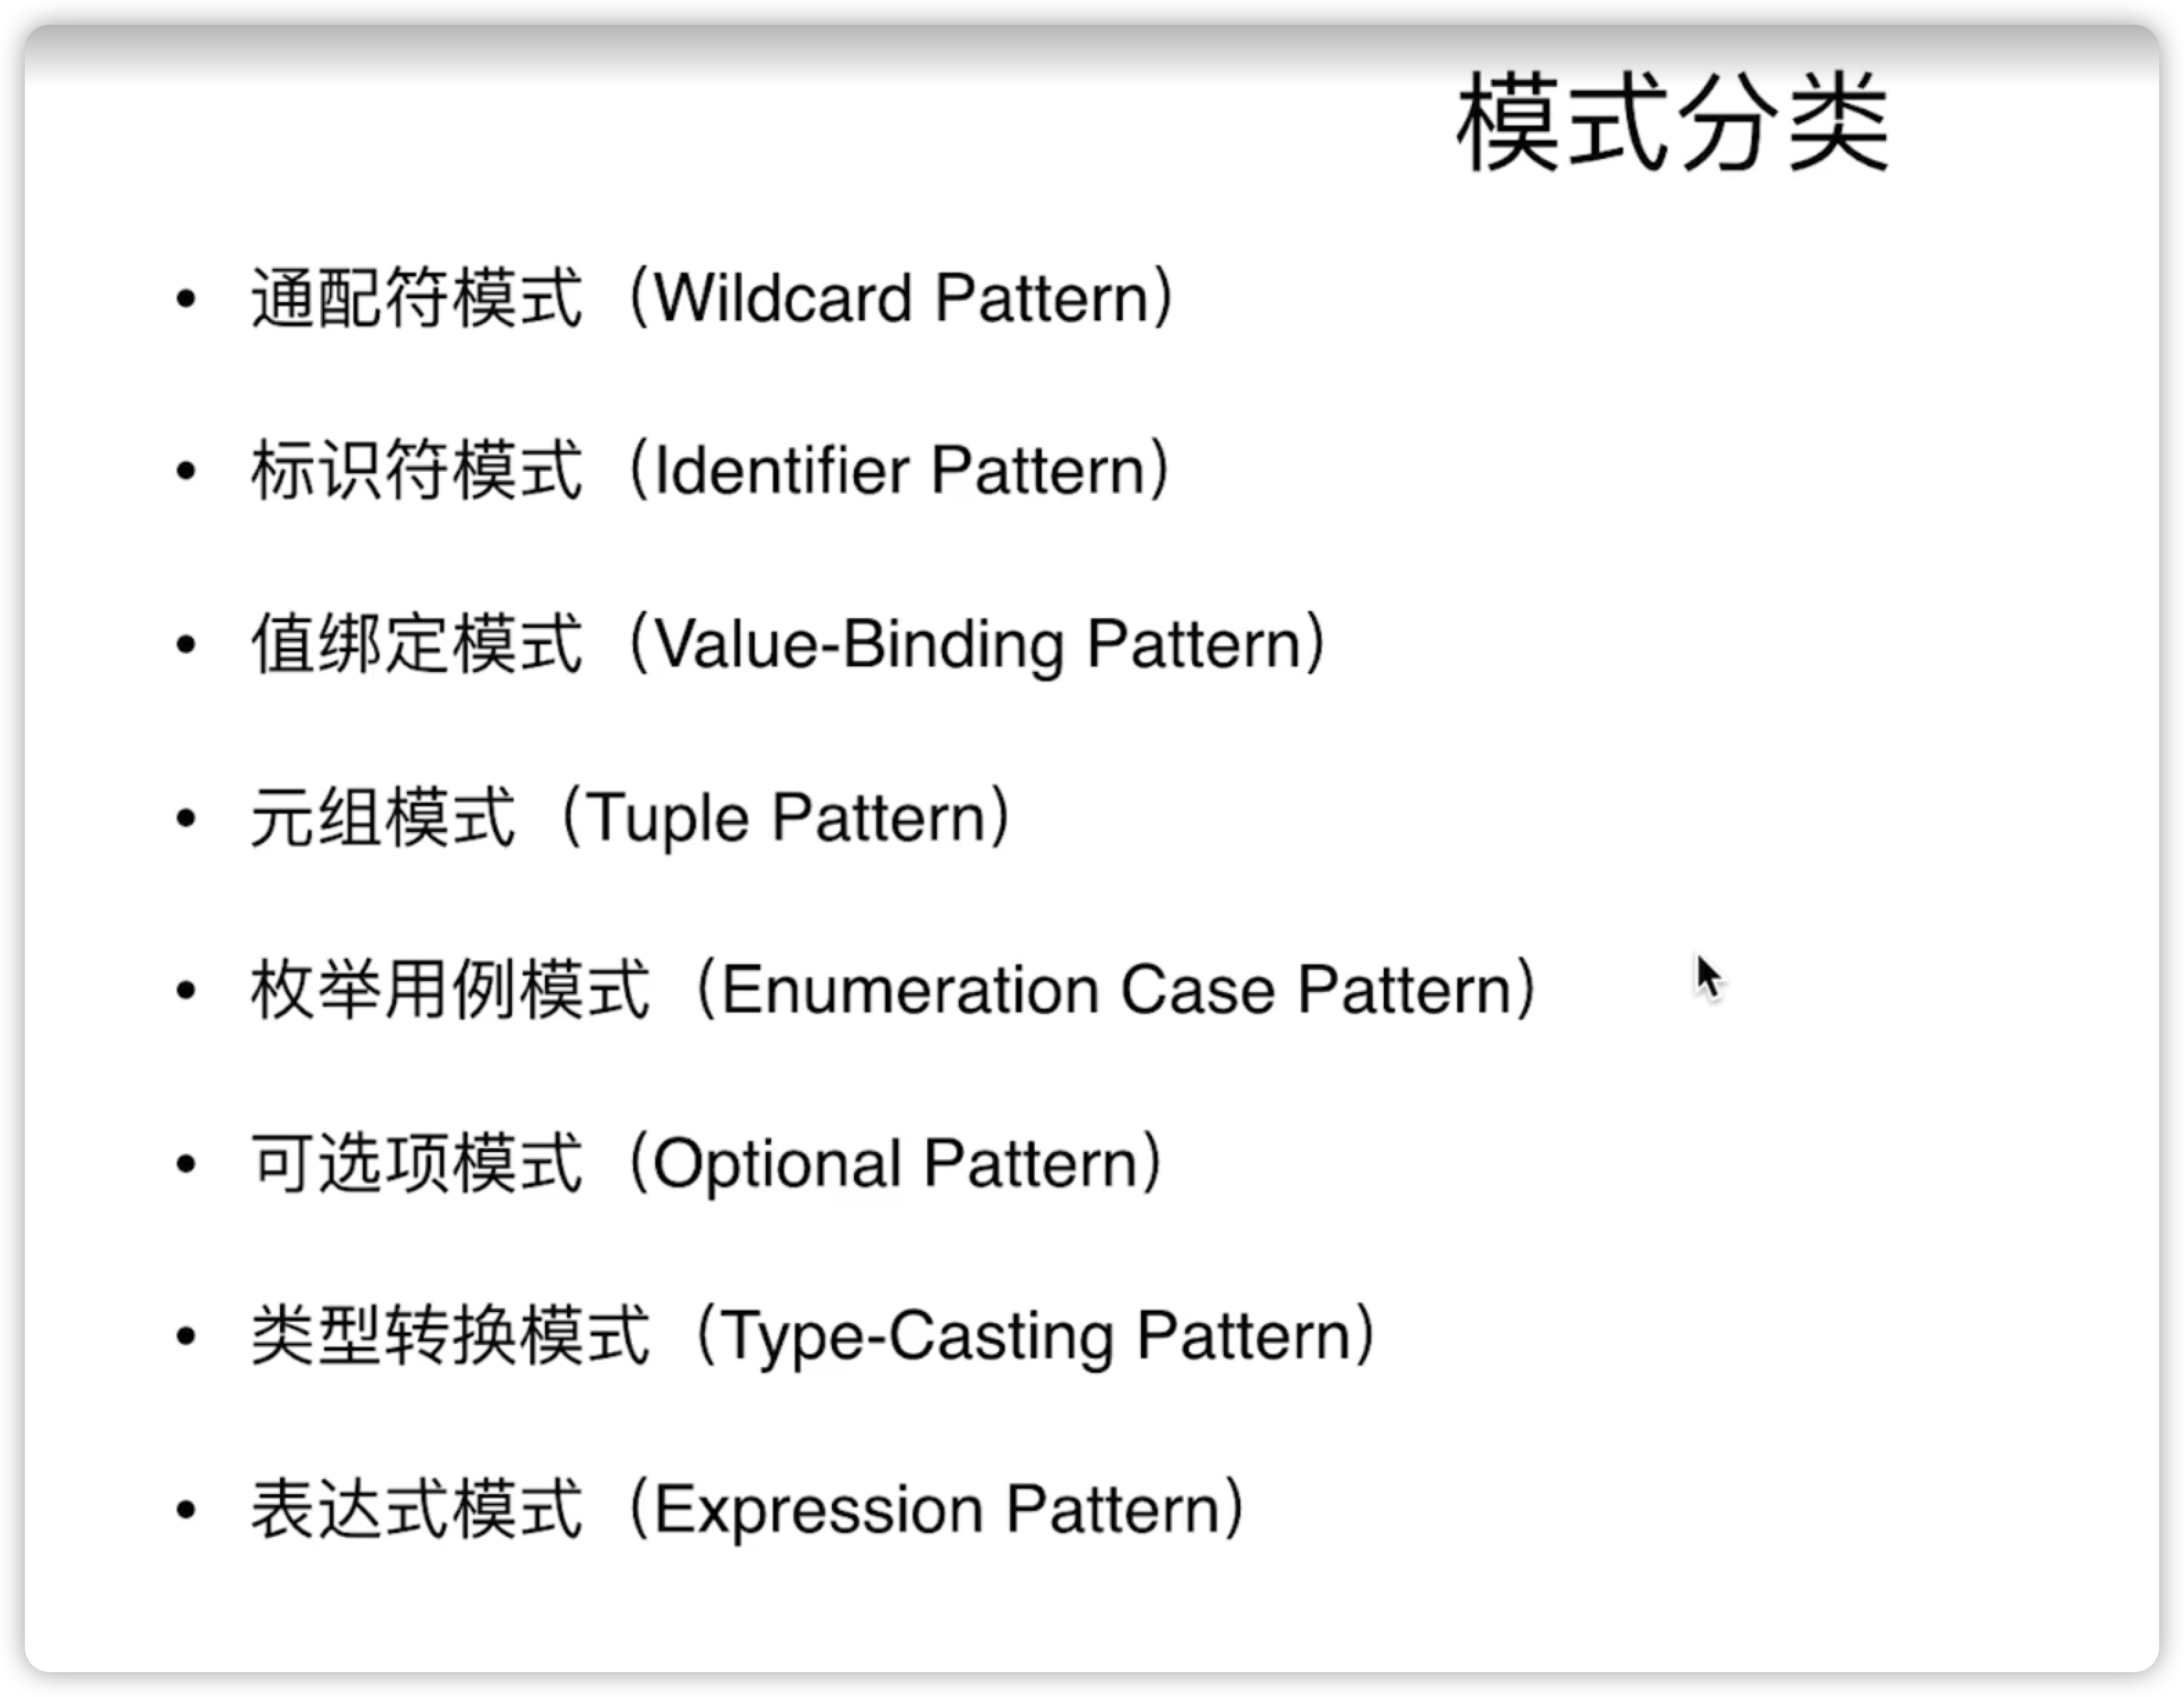 模式分类
• 通配符模式（Wildcard Pattern）
• 标识符模式（Identifier Pattern）
• 值绑定模式（Value-Binding Pattern）
• 元组模式（Tuple Pattern）
• 枚举用例模式（Enumeration Case Pattern）
• 可选项模式（Optional Pattern）
• 类型转换模式（Type-Casting Pattern）
• 表达式模式（Expression Pattern）